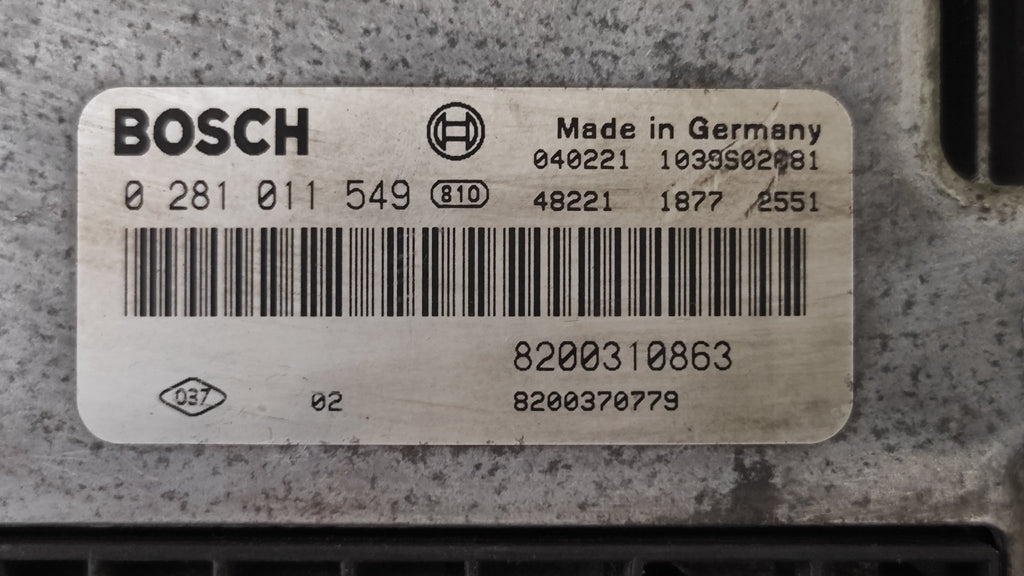 BOSCH
Made in Germany
040221
0 281 011 549 810
48221 1877 2551
8200310863
037 02 8200370779